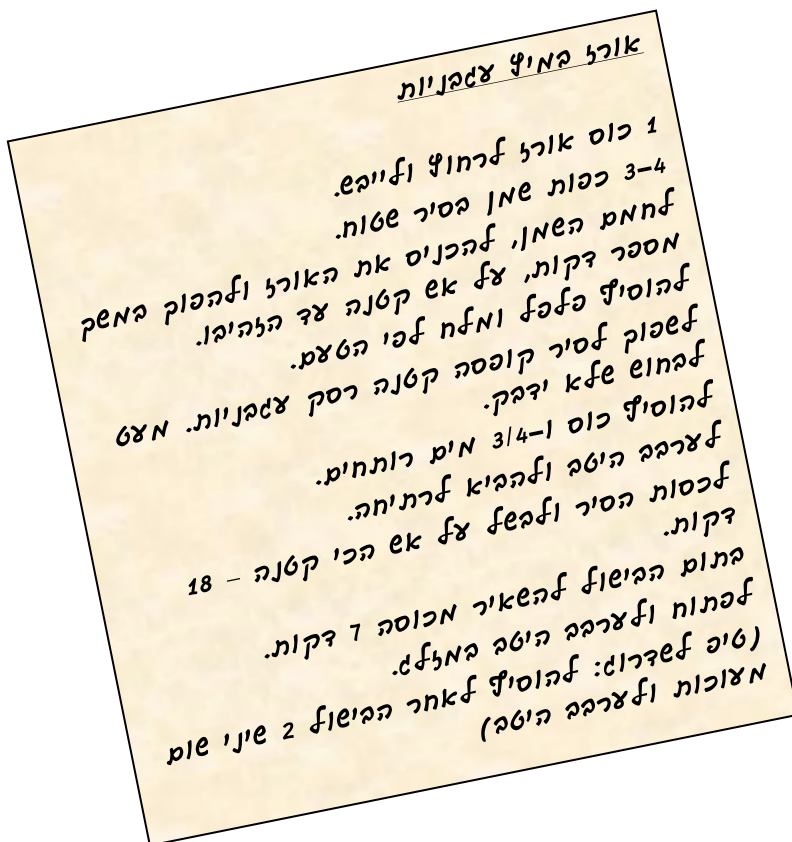 אורז במיץ עגבניות
1 כוס אורז לרחוץ ולייבש.
3–4 כפות שמן בסיר שטוח.
לחמם השמן, להכניס את האורז ולהפוך במשך
מספר דקות, על אש קטנה עד הזהיבו.
להוסיף פלפל ומלח לפי הטעם.
לשפוך לסיר קופסה קטנה רסק עגבניות. מעט
לבחוש שלא ידבק.
להוסיף כוס ו–3/4 מים רותחים.
לערבב היטב ולהביא לרתיחה.
לכסות הסיר ולבשל על אש הכי קטנה – 18
דקות.
בתום הבישול להשאיר מכוסה 7 דקות.
לפתוח ולערבב היטב במזלג.
(טיפ לשדרוג: להוסיף לאחר הבישול 2 שיני שום
מעוכות ולערבב היטב)